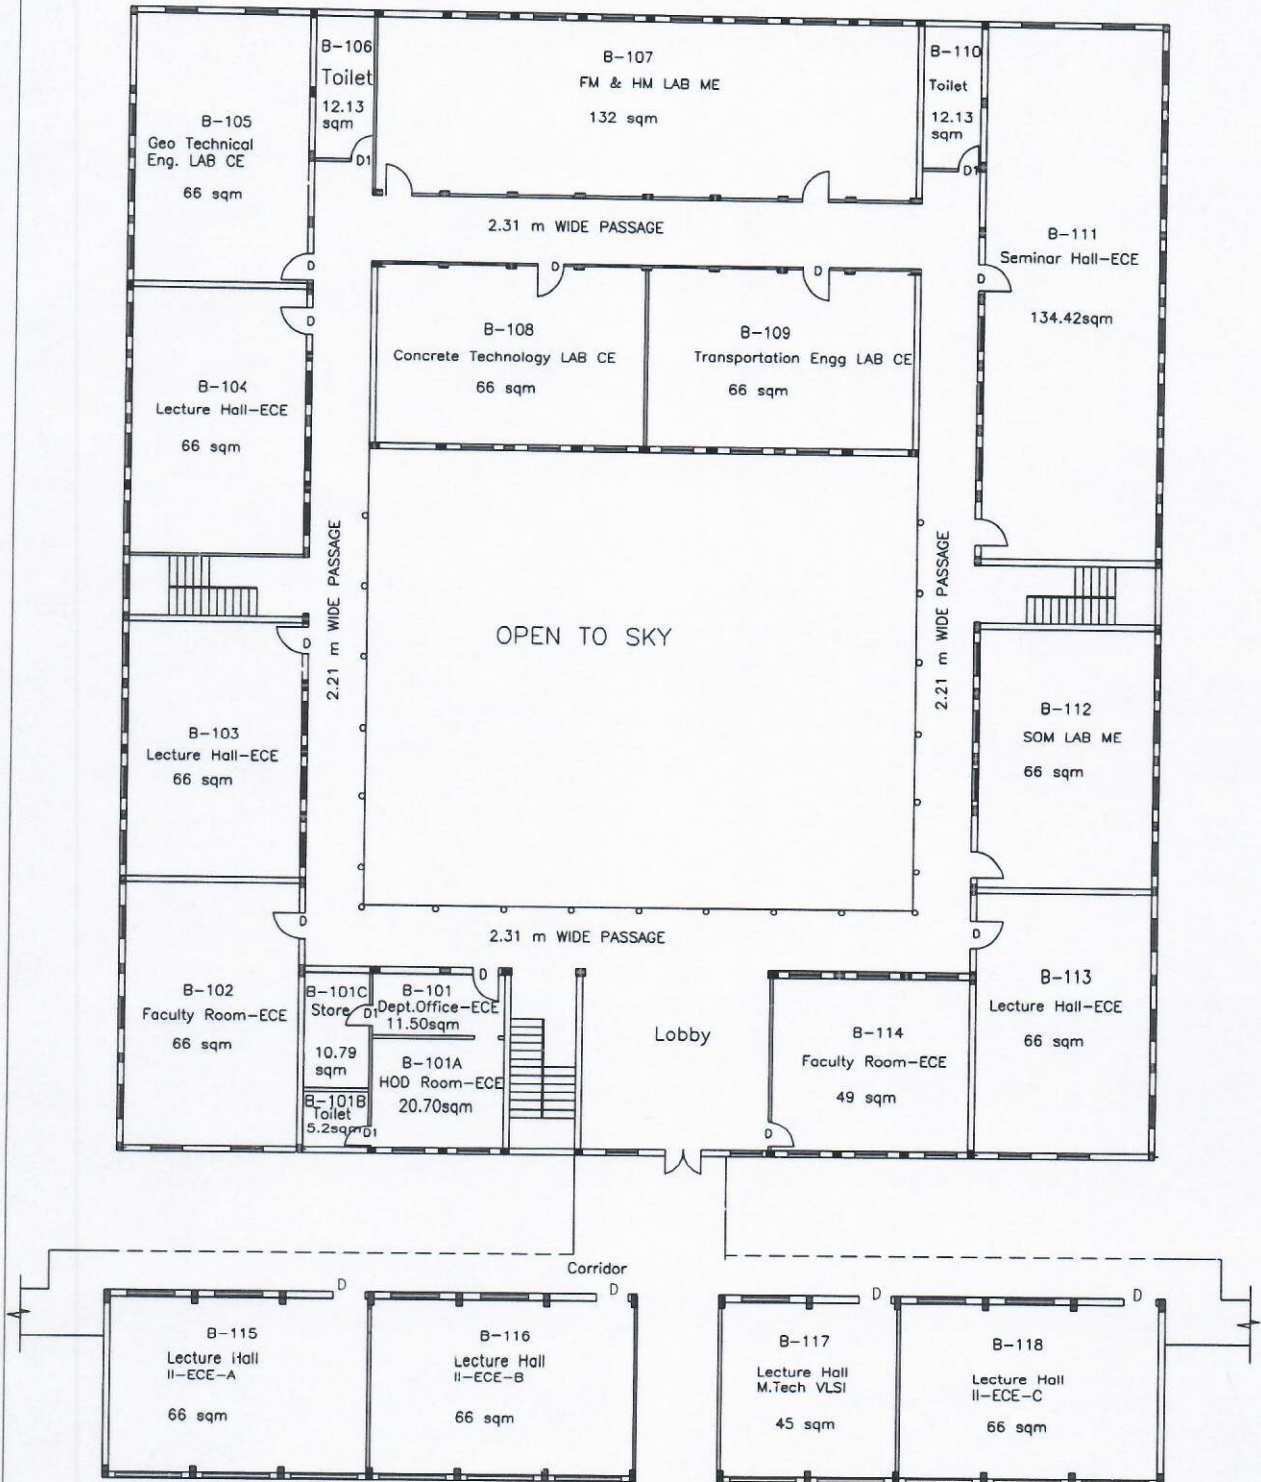 B-106
Toilet
12.13
sqm
D1
B-107
FM & HM LAB ME
132 sqm
B-110
Toilet
12.13
sqm
D1
B-105
Geo Technical
Eng. LAB CE
66 sqm
D
2.31 m WIDE PASSAGE
B-111
Seminar Hall-ECE
134.42sqm
D
D
B-104
Lecture Hall-ECE
66 sqm
D
B-108
Concrete Technology LAB CE
66 sqm
D
B-109
Transportation Engg LAB CE
66 sqm
2.21 m WIDE PASSAGE
OPEN TO SKY
2.21 m WIDE PASSAGE
D
B-103
Lecture Hall-ECE
66 sqm
B-112
SOM LAB ME
66 sqm
D
2.31 m WIDE PASSAGE
D
B-102
Faculty Room-ECE
66 sqm
B-101C
Store
10.79
sqm
D
B-101
Dept.Office-ECE
11.50sqm
D1
B-101A
HOD Room-ECE
20.70sqm
B-101B
Toilet
5.2sqm
D1
Lobby
B-114
Faculty Room-ECE
49 sqm
D
B-113
Lecture Hall-ECE
66 sqm
Corridor
D
D
D
D
B-115
Lecture Hall
II-ECE-A
66 sqm
B-116
Lecture Hall
II-ECE-B
66 sqm
B-117
Lecture Hall
M.Tech VLSI
45 sqm
B-118
Lecture Hall
II-ECE-C
66 sqm